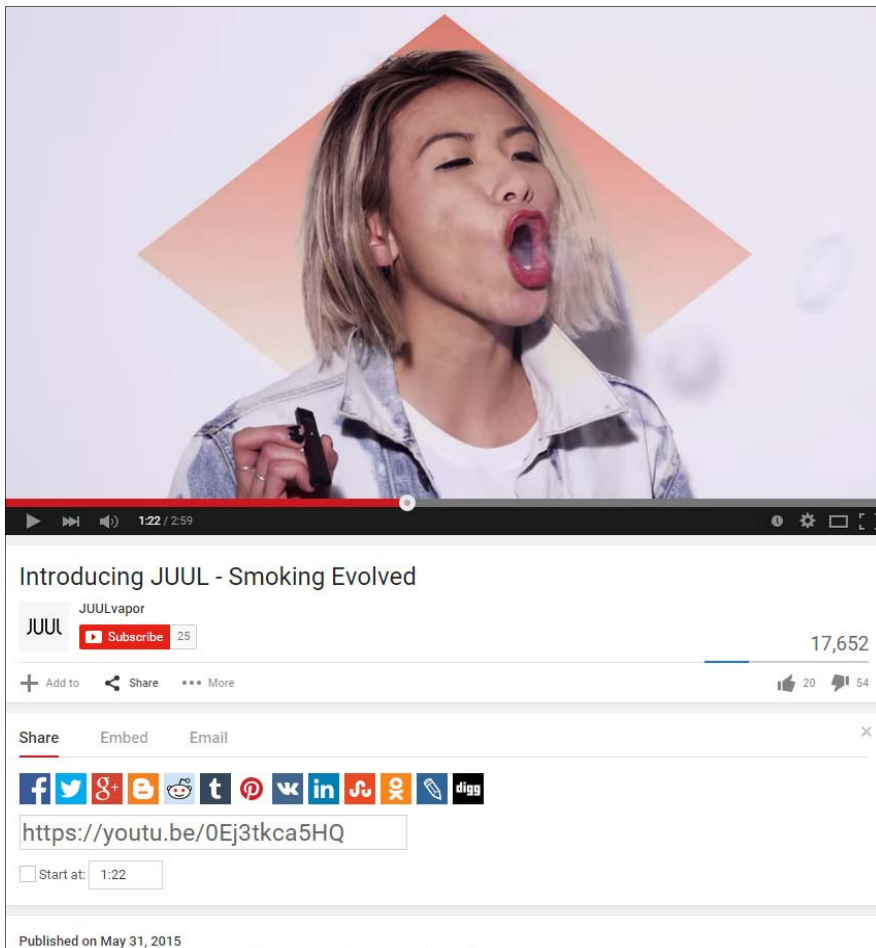 1:22 / 2:59
Introducing JUUL - Smoking Evolved
JUUL
JUULvapor
Subscribe 25
17,652
Add to Share More
20 54
Share Embed Email
digg
https://youtu.be/0Ej3tkca5HQ
Start at: 1:22
Published on May 31, 2015